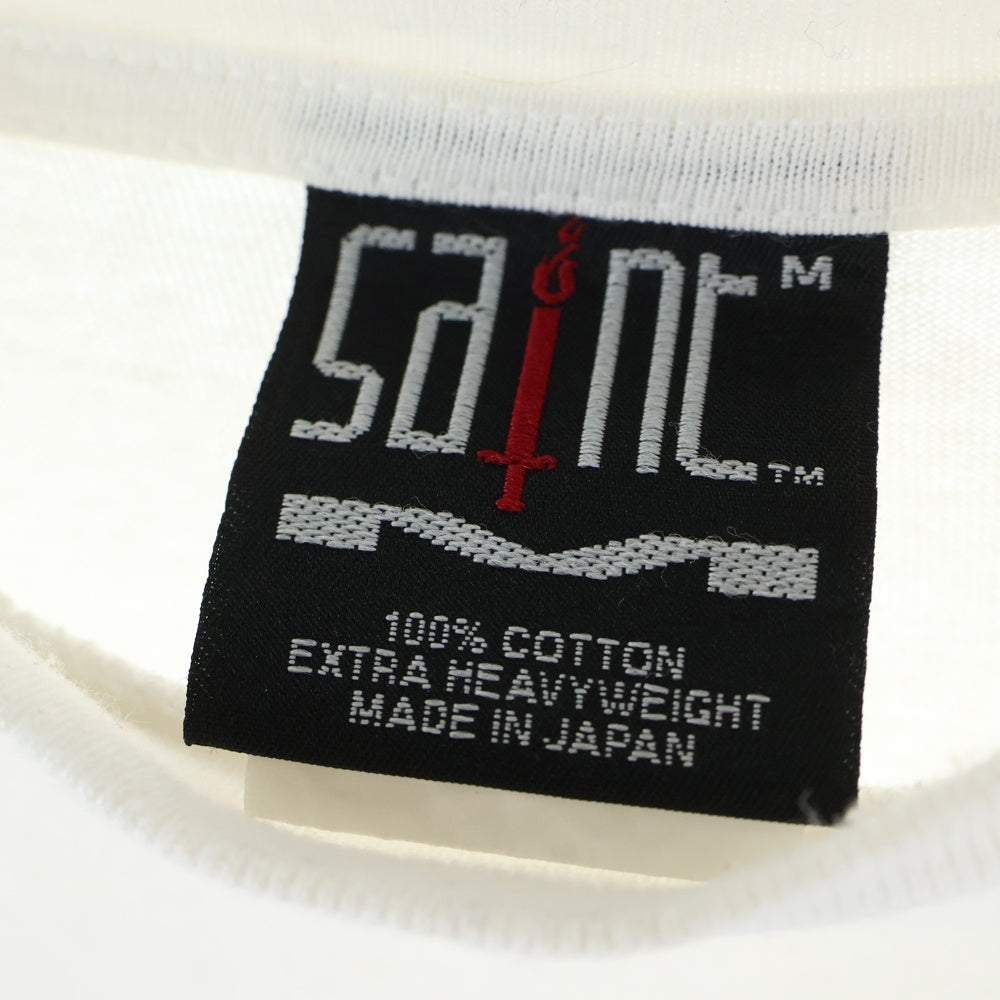 saint M
TM
100% COTTON
EXTRA HEAVYWEIGHT
MADE IN JAPAN